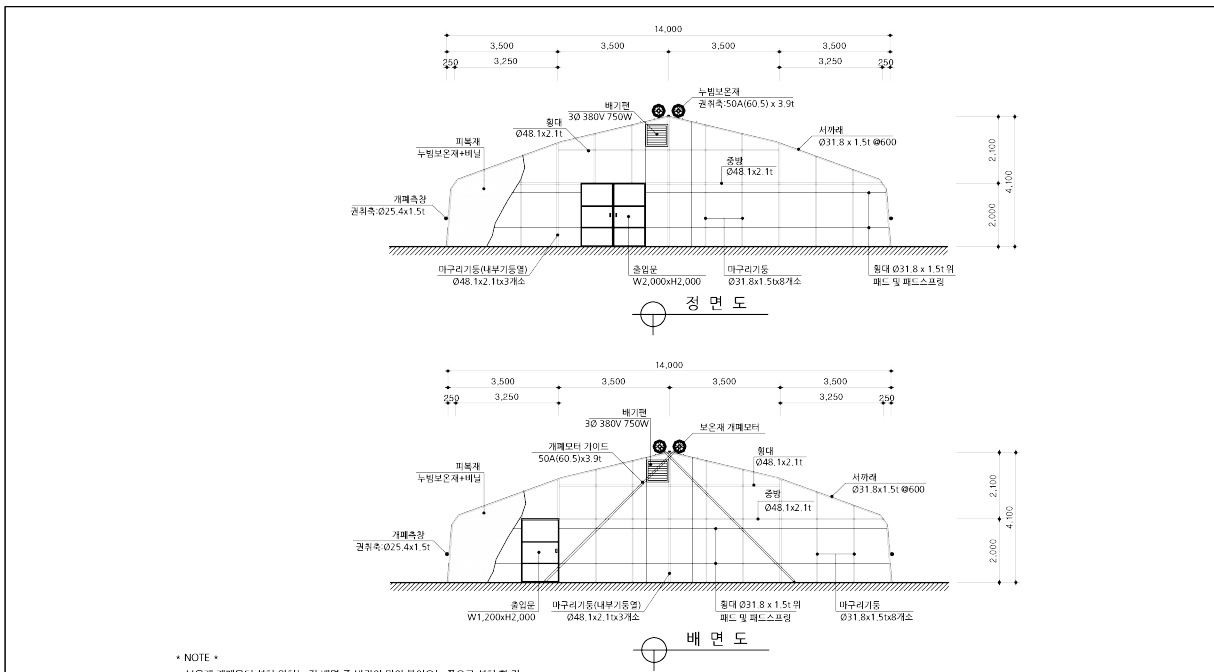 14,000
3,500 3,500 3,500 3,500
250 3,250 3,250 250
누빔보온재
권취축:50A(60.5) x 3.9t
배기팬
3Ø 380V 750W
횡대
Ø48.1x2.1t
서까래
Ø31.8 x 1.5t @600
피복재
누빔보온재+비닐
중방
Ø48.1x2.1t
개폐측창
권취축:Ø25.4x1.5t
2,100
4,100
2,000
마구리기둥(내부기둥열)
Ø48.1x2.1tx3개소
출입문
W2,000xH2,000
마구리기둥
Ø31.8x1.5tx8개소
횡대 Ø31.8 x 1.5t 위
패드 및 패드스프링
정 면 도
14,000
3,500 3,500 3,500 3,500
250 3,250 3,250 250
배기팬
3Ø 380V 750W
보온재 개폐모터
개폐모터 가이드
50A(60.5)x3.9t
횡대
Ø48.1x2.1t
피복재
누빔보온재+비닐
서까래
Ø31.8x1.5t @600
중방
Ø48.1x2.1t
개폐측창
권취축:Ø25.4x1.5t
2,100
4,100
2,000
출입문
W1,200xH2,000
마구리기둥(내부기둥열)
Ø48.1x2.1tx3개소
횡대 Ø31.8 x 1.5t 위
패드 및 패드스프링
마구리기둥
Ø31.8x1.5tx8개소
배 면 도
* NOTE *